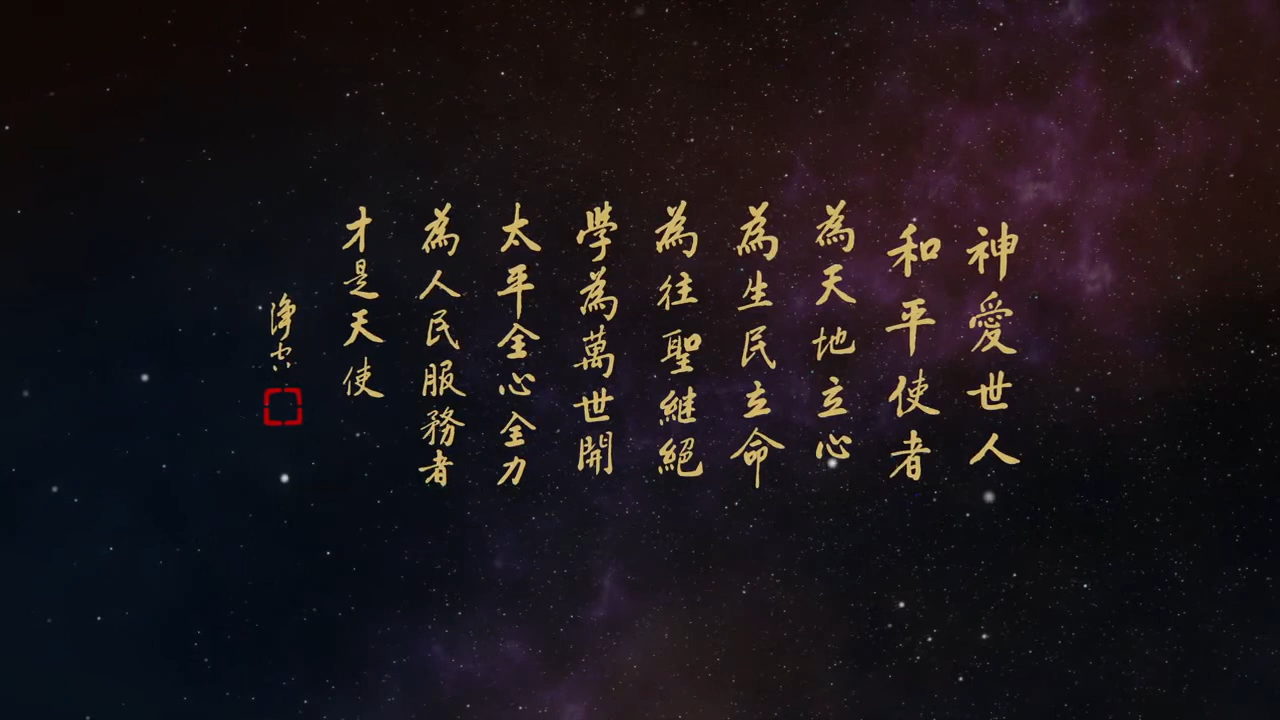 神愛世人
和平使者
為天地立心
為生民立命
為往聖継絕
學為萬世開
太平全心全力
為人民服務者
才是天使
淨空